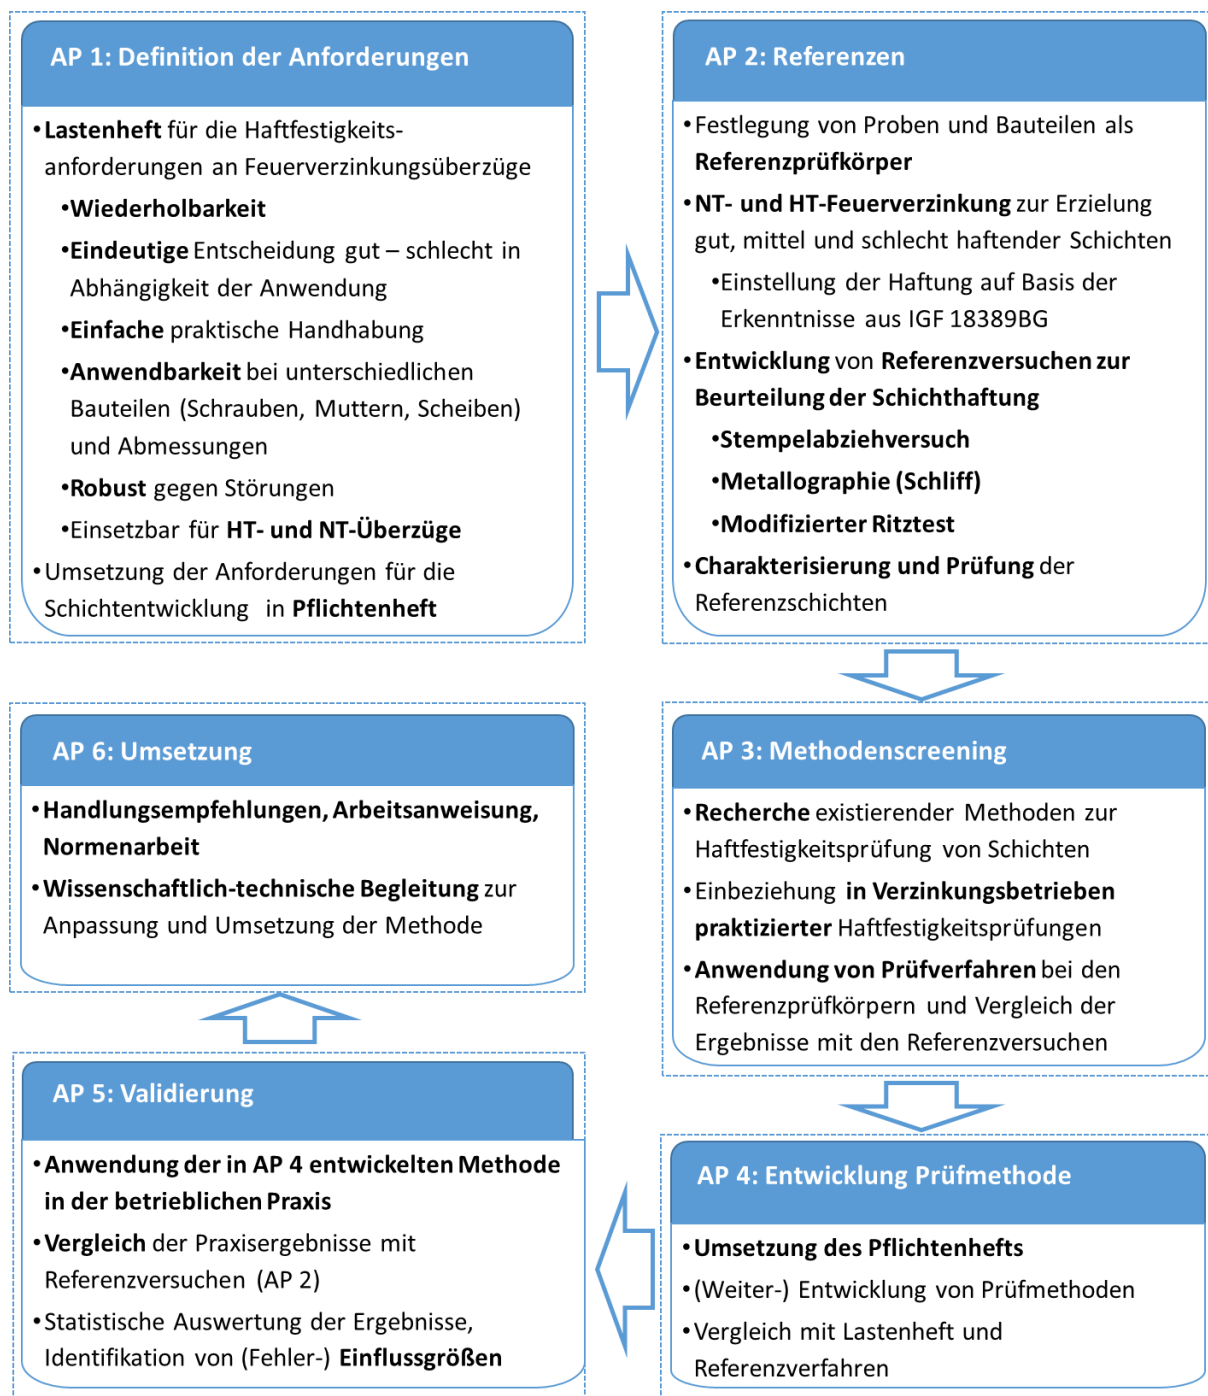 AP 1: Definition der Anforderungen
•Lastenheft für die Haftfestigkeits-
anforderungen an Feuerverzinkungsüberzüge
•Wiederholbarkeit
•Eindeutige Entscheidung gut – schlecht in
Abhängigkeit der Anwendung
•Einfache praktische Handhabung
•Anwendbarkeit bei unterschiedlichen
Bauteilen (Schrauben, Muttern, Scheiben)
und Abmessungen
•Robust gegen Störungen
•Einsetzbar für HT- und NT-Überzüge
•Umsetzung der Anforderungen für die
Schichtentwicklung in Pflichtenheft
AP 2: Referenzen
•Festlegung von Proben und Bauteilen als
Referenzprüfkörper
•NT- und HT-Feuerverzinkung zur Erzielung
gut, mittel und schlecht haftender Schichten
•Einstellung der Haftung auf Basis der
Erkenntnisse aus IGF 18389BG
•Entwicklung von Referenzversuchen zur
Beurteilung der Schichthaftung
•Stempelabziehversuch
•Metallographie (Schliff)
•Modifizierter Ritztest
•Charakterisierung und Prüfung der
Referenzschichten
AP 3: Methodenscreening
•Recherche existierender Methoden zur
Haftfestigkeitsprüfung von Schichten
•Einbeziehung in Verzinkungsbetrieben
praktizierter Haftfestigkeitsprüfungen
•Anwendung von Prüfverfahren bei den
Referenzprüfkörpern und Vergleich der
Ergebnisse mit den Referenzversuchen
AP 4: Entwicklung Prüfmethode
•Umsetzung des Pflichtenhefts
•(Weiter-) Entwicklung von Prüfmethoden
•Vergleich mit Lastenheft und
Referenzverfahren
AP 5: Validierung
•Anwendung der in AP 4 entwickelten Methode
in der betrieblichen Praxis
•Vergleich der Praxisergebnisse mit
Referenzversuchen (AP 2)
•Statistische Auswertung der Ergebnisse,
Identifikation von (Fehler-) Einflussgrößen
AP 6: Umsetzung
•Handlungsempfehlungen, Arbeitsanweisung,
Normenarbeit
•Wissenschaftlich-technische Begleitung zur
Anpassung und Umsetzung der Methode